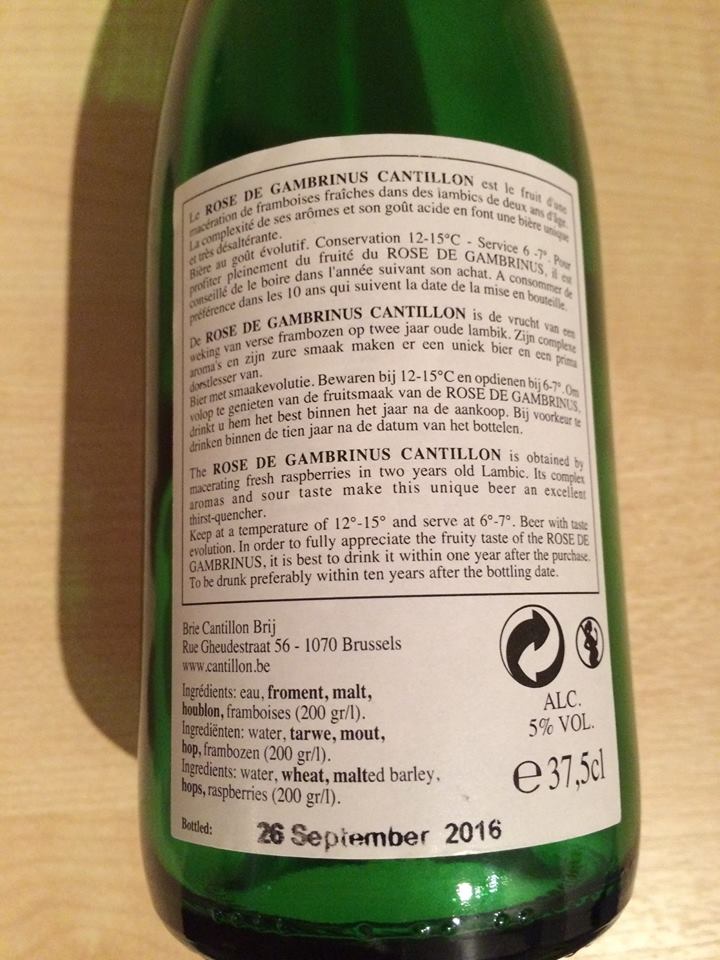 Le ROSE DE GAMBRINUS CANTILLON est le fruit d'une
macération de framboises fraîches dans des lambics de deux ans d'âge.
La complexité de ses arômes et son goût acide en font une bière unique
et très désaltérante.
Bière au goût évolutif. Conservation 12-15°C - Service 6 -7°. Pour
profiter pleinement du fruité du ROSE DE GAMBRINUS, il est
conseillé de le boire dans l'année suivant son achat. A consommer de
préférence dans les 10 ans qui suivent la date de la mise en bouteille.
De ROSE DE GAMBRINUS CANTILLON is de vrucht van een
weking van verse frambozen op twee jaar oude lambik. Zijn complexe
aroma's en zijn zure smaak maken er een uniek bier en een prima
dorstlesser van.
Bier met smaakevolutie. Bewaren bij 12-15°C en opdienen bij 6-7°. Om
volop te genieten van de fruitsmaak van de ROSE DE GAMBRINUS,
drinkt u hem het best binnen het jaar na de aankoop. Bij voorkeur te
drinken binnen de tien jaar na de datum van het bottelen.
The ROSE DE GAMBRINUS CANTILLON is obtained by
macerating fresh raspberries in two years old Lambic. Its complex
aromas and sour taste make this unique beer an excellent
thirst-quencher.
Keep at a temperature of 12°-15° and serve at 6°-7°. Beer with taste
evolution. In order to fully appreciate the fruity taste of the ROSE DE
GAMBRINUS, it is best to drink it within one year after the purchase.
To be drunk preferably within ten years after the bottling date.
Brie Cantillon Brij
Rue Gheudestraat 56 - 1070 Brussels
www.cantillon.be
Ingrédients: eau, froment, malt,
houblon, framboises (200 gr/l).
Ingrediënten: water, tarwe, mout,
hop, frambozen (200 gr/l).
Ingredients: water, wheat, malted barley,
hops, raspberries (200 gr/l).
ALC.
5% VOL.
e 37,5cl
Bottled: 26 September 2016